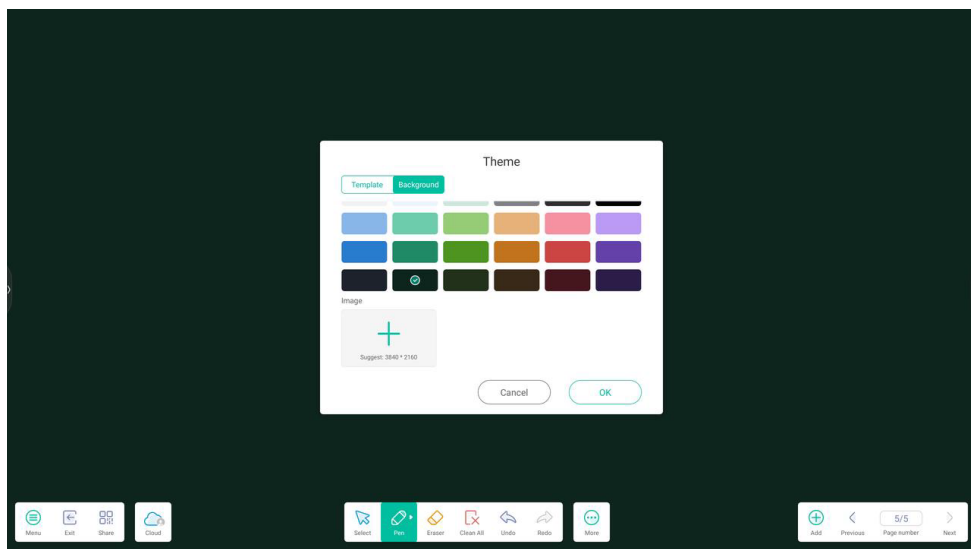 Theme
Template Background
Image
Suggest: 3840 * 2160
Cancel OK
Menu Exit Share Cloud Select Pen Eraser Clean All Undo Redo More Add Previous 5/5 Page number Next